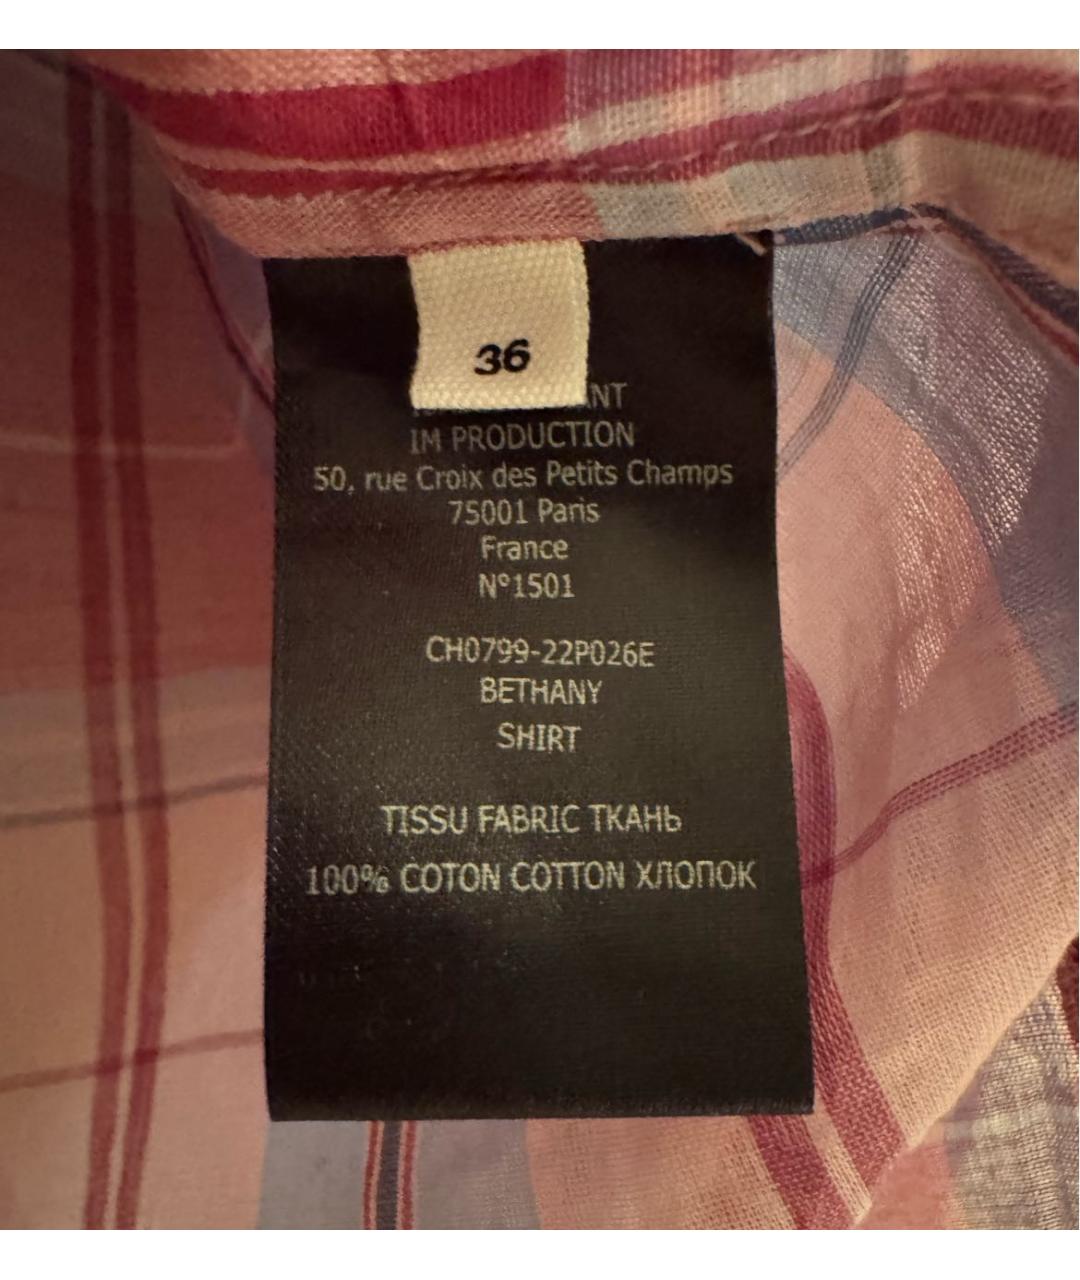 36
ANT
IM PRODUCTION
50, rue Croix des Petits Champs
75001 Paris
France
N°1501
CH0799-22P026E
BETHANY
SHIRT
TISSU FABRIC ТКАНЬ
100% COTON COTTON ХЛОПОК